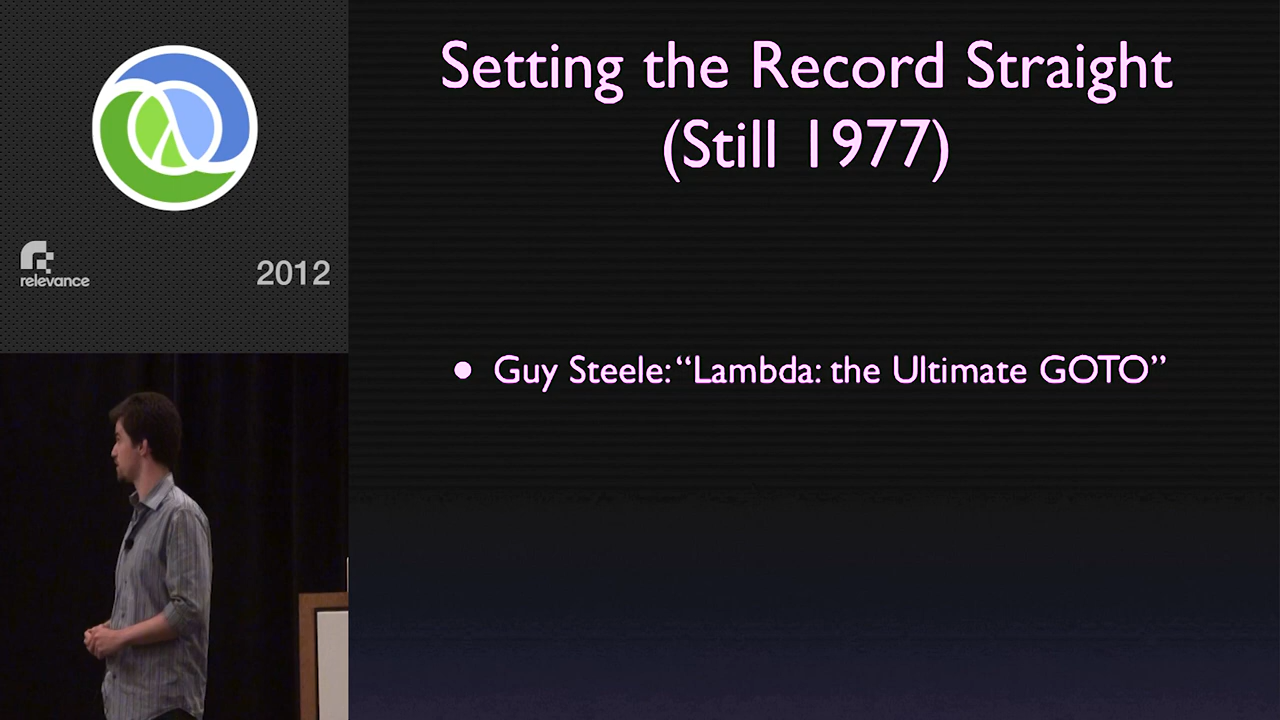 Setting the Record Straight
(Still 1977)
relevance
2012
• Guy Steele: “Lambda: the Ultimate GOTO”